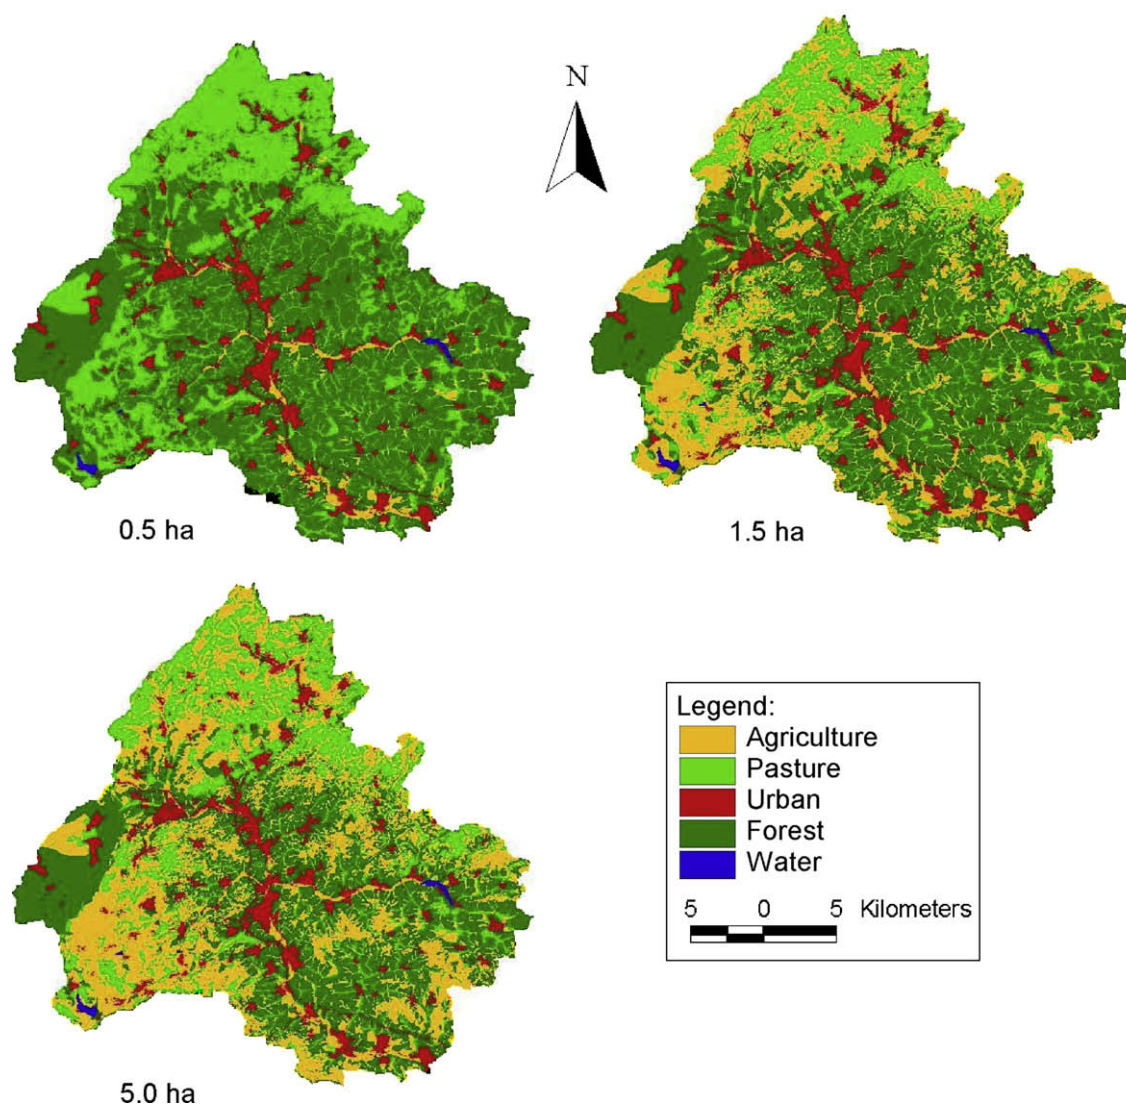 N
0.5 ha
1.5 ha
5.0 ha
Legend:
Agriculture
Pasture
Urban
Forest
Water
5 0 5 Kilometers